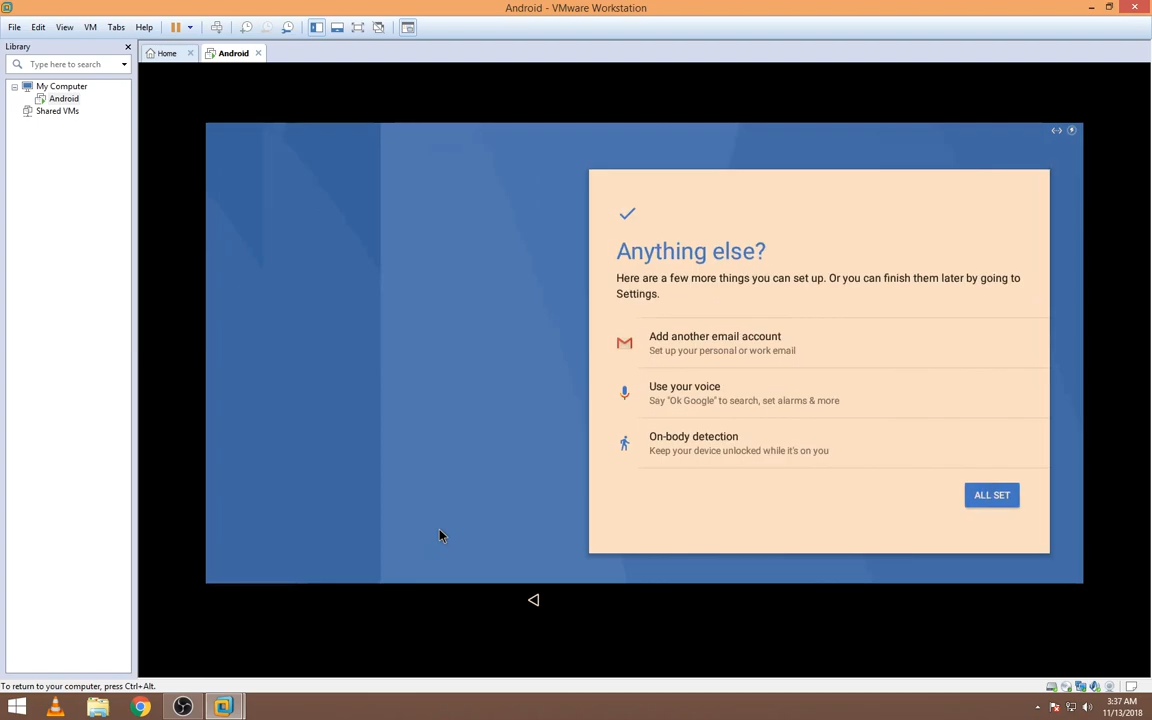 Android - VMware Workstation
File Edit View VM Tabs Help
Library
Home
Android
Type here to search
My Computer
Android
Shared VMs
Anything else?
Here are a few more things you can set up. Or you can finish them later by going to
Settings.
Add another email account
Set up your personal or work email
Use your voice
Say "Ok Google" to search, set alarms & more
On-body detection
Keep your device unlocked while it's on you
ALL SET
To return to your computer, press Ctrl+Alt.
3:37 AM
11/13/2018